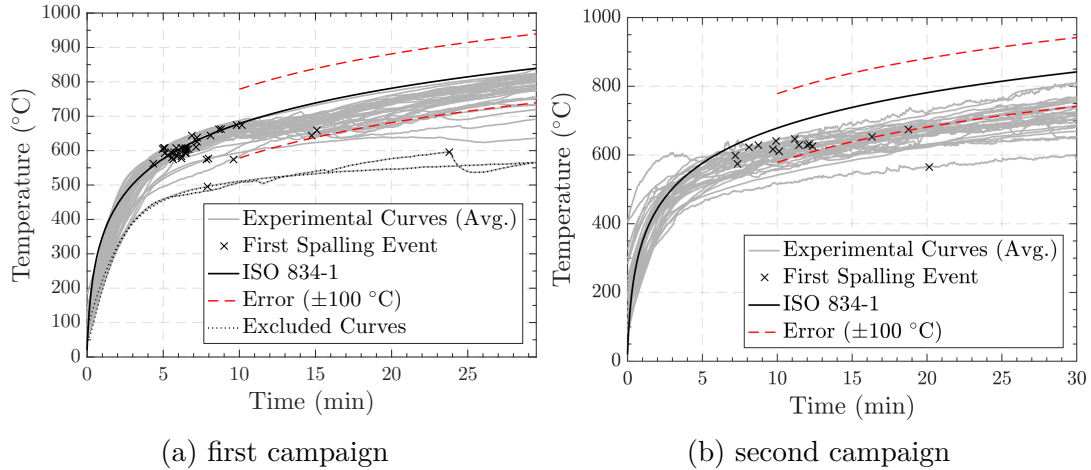 1000
900
800
700
600
500
400
300
200
100
0
Temperature (°C)
0 5 10 15 20 25
Time (min)
Experimental Curves (Avg.)
First Spalling Event
ISO 834-1
Error (±100 °C)
Excluded Curves
(a) first campaign
1000
800
600
400
200
0
Temperature (°C)
0 5 10 15 20 25 30
Time (min)
Experimental Curves (Avg.)
First Spalling Event
ISO 834-1
Error (±100 °C)
(b) second campaign